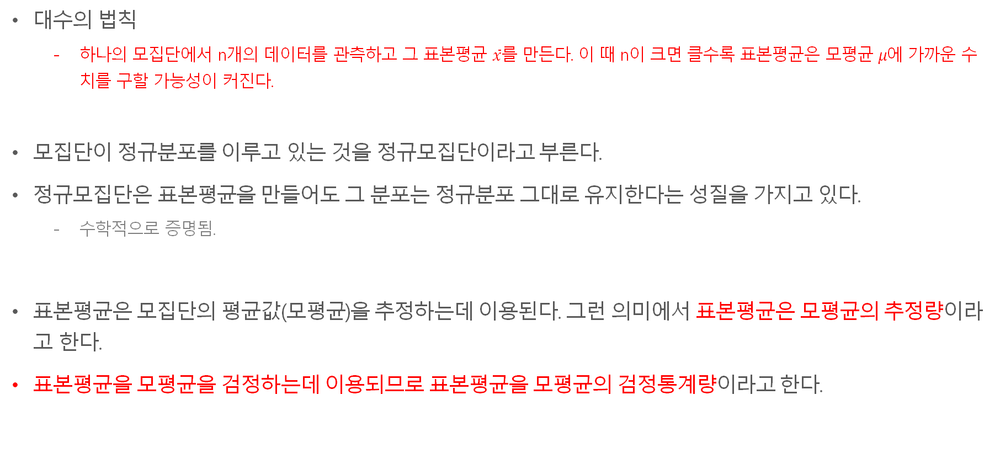 • 대수의 법칙
- 하나의 모집단에서 n개의 데이터를 관측하고 그 표본평균 x̄를 만든다. 이 때 n이 크면 클수록 표본평균은 모평균 μ에 가까운 수
치를 구할 가능성이 커진다.
• 모집단이 정규분포를 이루고 있는 것을 정규모집단이라고 부른다.
• 정규모집단은 표본평균을 만들어도 그 분포는 정규분포 그대로 유지한다는 성질을 가지고 있다.
- 수학적으로 증명됨.
• 표본평균은 모집단의 평균값(모평균)을 추정하는데 이용된다. 그런 의미에서 표본평균은 모평균의 추정량이라
고 한다.
• 표본평균을 모평균을 검정하는데 이용되므로 표본평균을 모평균의 검정통계량이라고 한다.